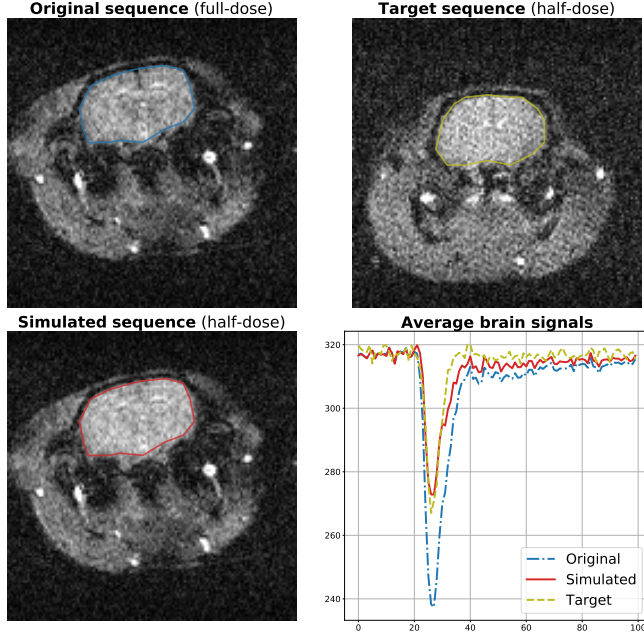 Original sequence (full-dose)
Target sequence (half-dose)
Simulated sequence (half-dose)
Average brain signals
320
300
280
260
240
0
20
40
60
80
100
Original
Simulated
Target